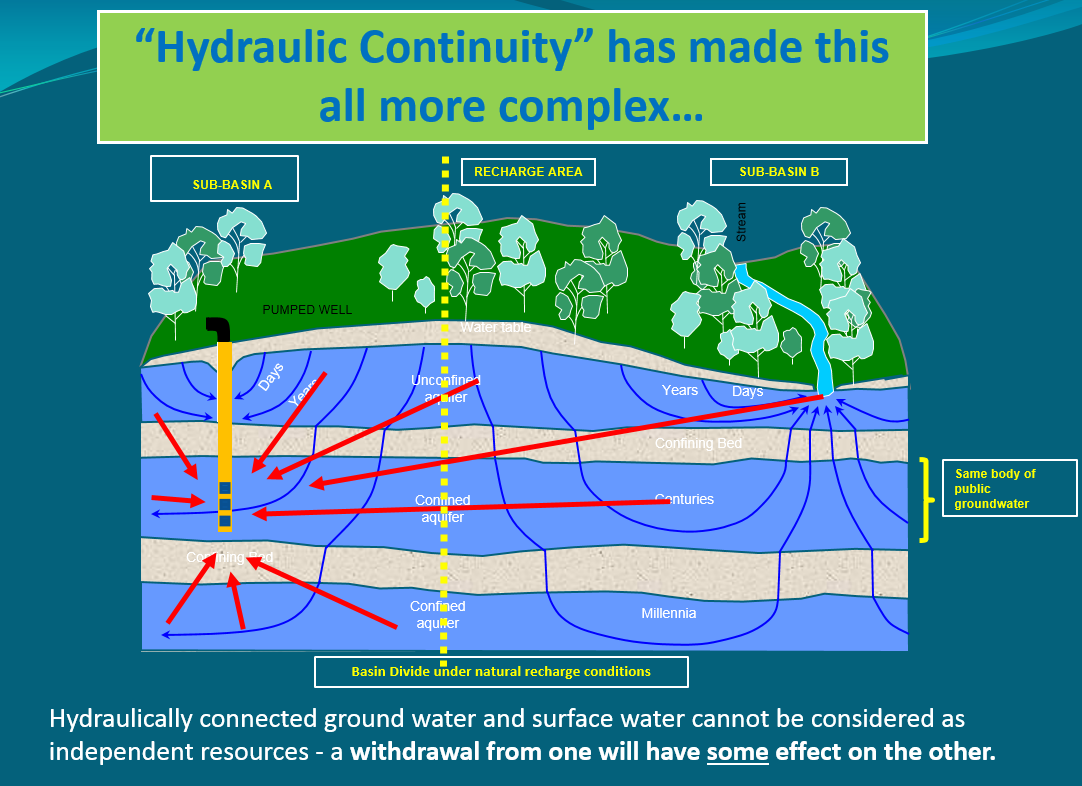 “Hydraulic Continuity” has made this
all more complex…
SUB-BASIN A
RECHARGE AREA
SUB-BASIN B
Stream
PUMPED WELL
Water table
Days
Years
Unconfined
aquifer
Years
Days
Confining Bed
Confined
aquifer
Centuries
Same body of
public
groundwater
Confining Bed
Confined
aquifer
Millennia
Basin Divide under natural recharge conditions
Hydraulically connected ground water and surface water cannot be considered as
independent resources - a withdrawal from one will have some effect on the other.